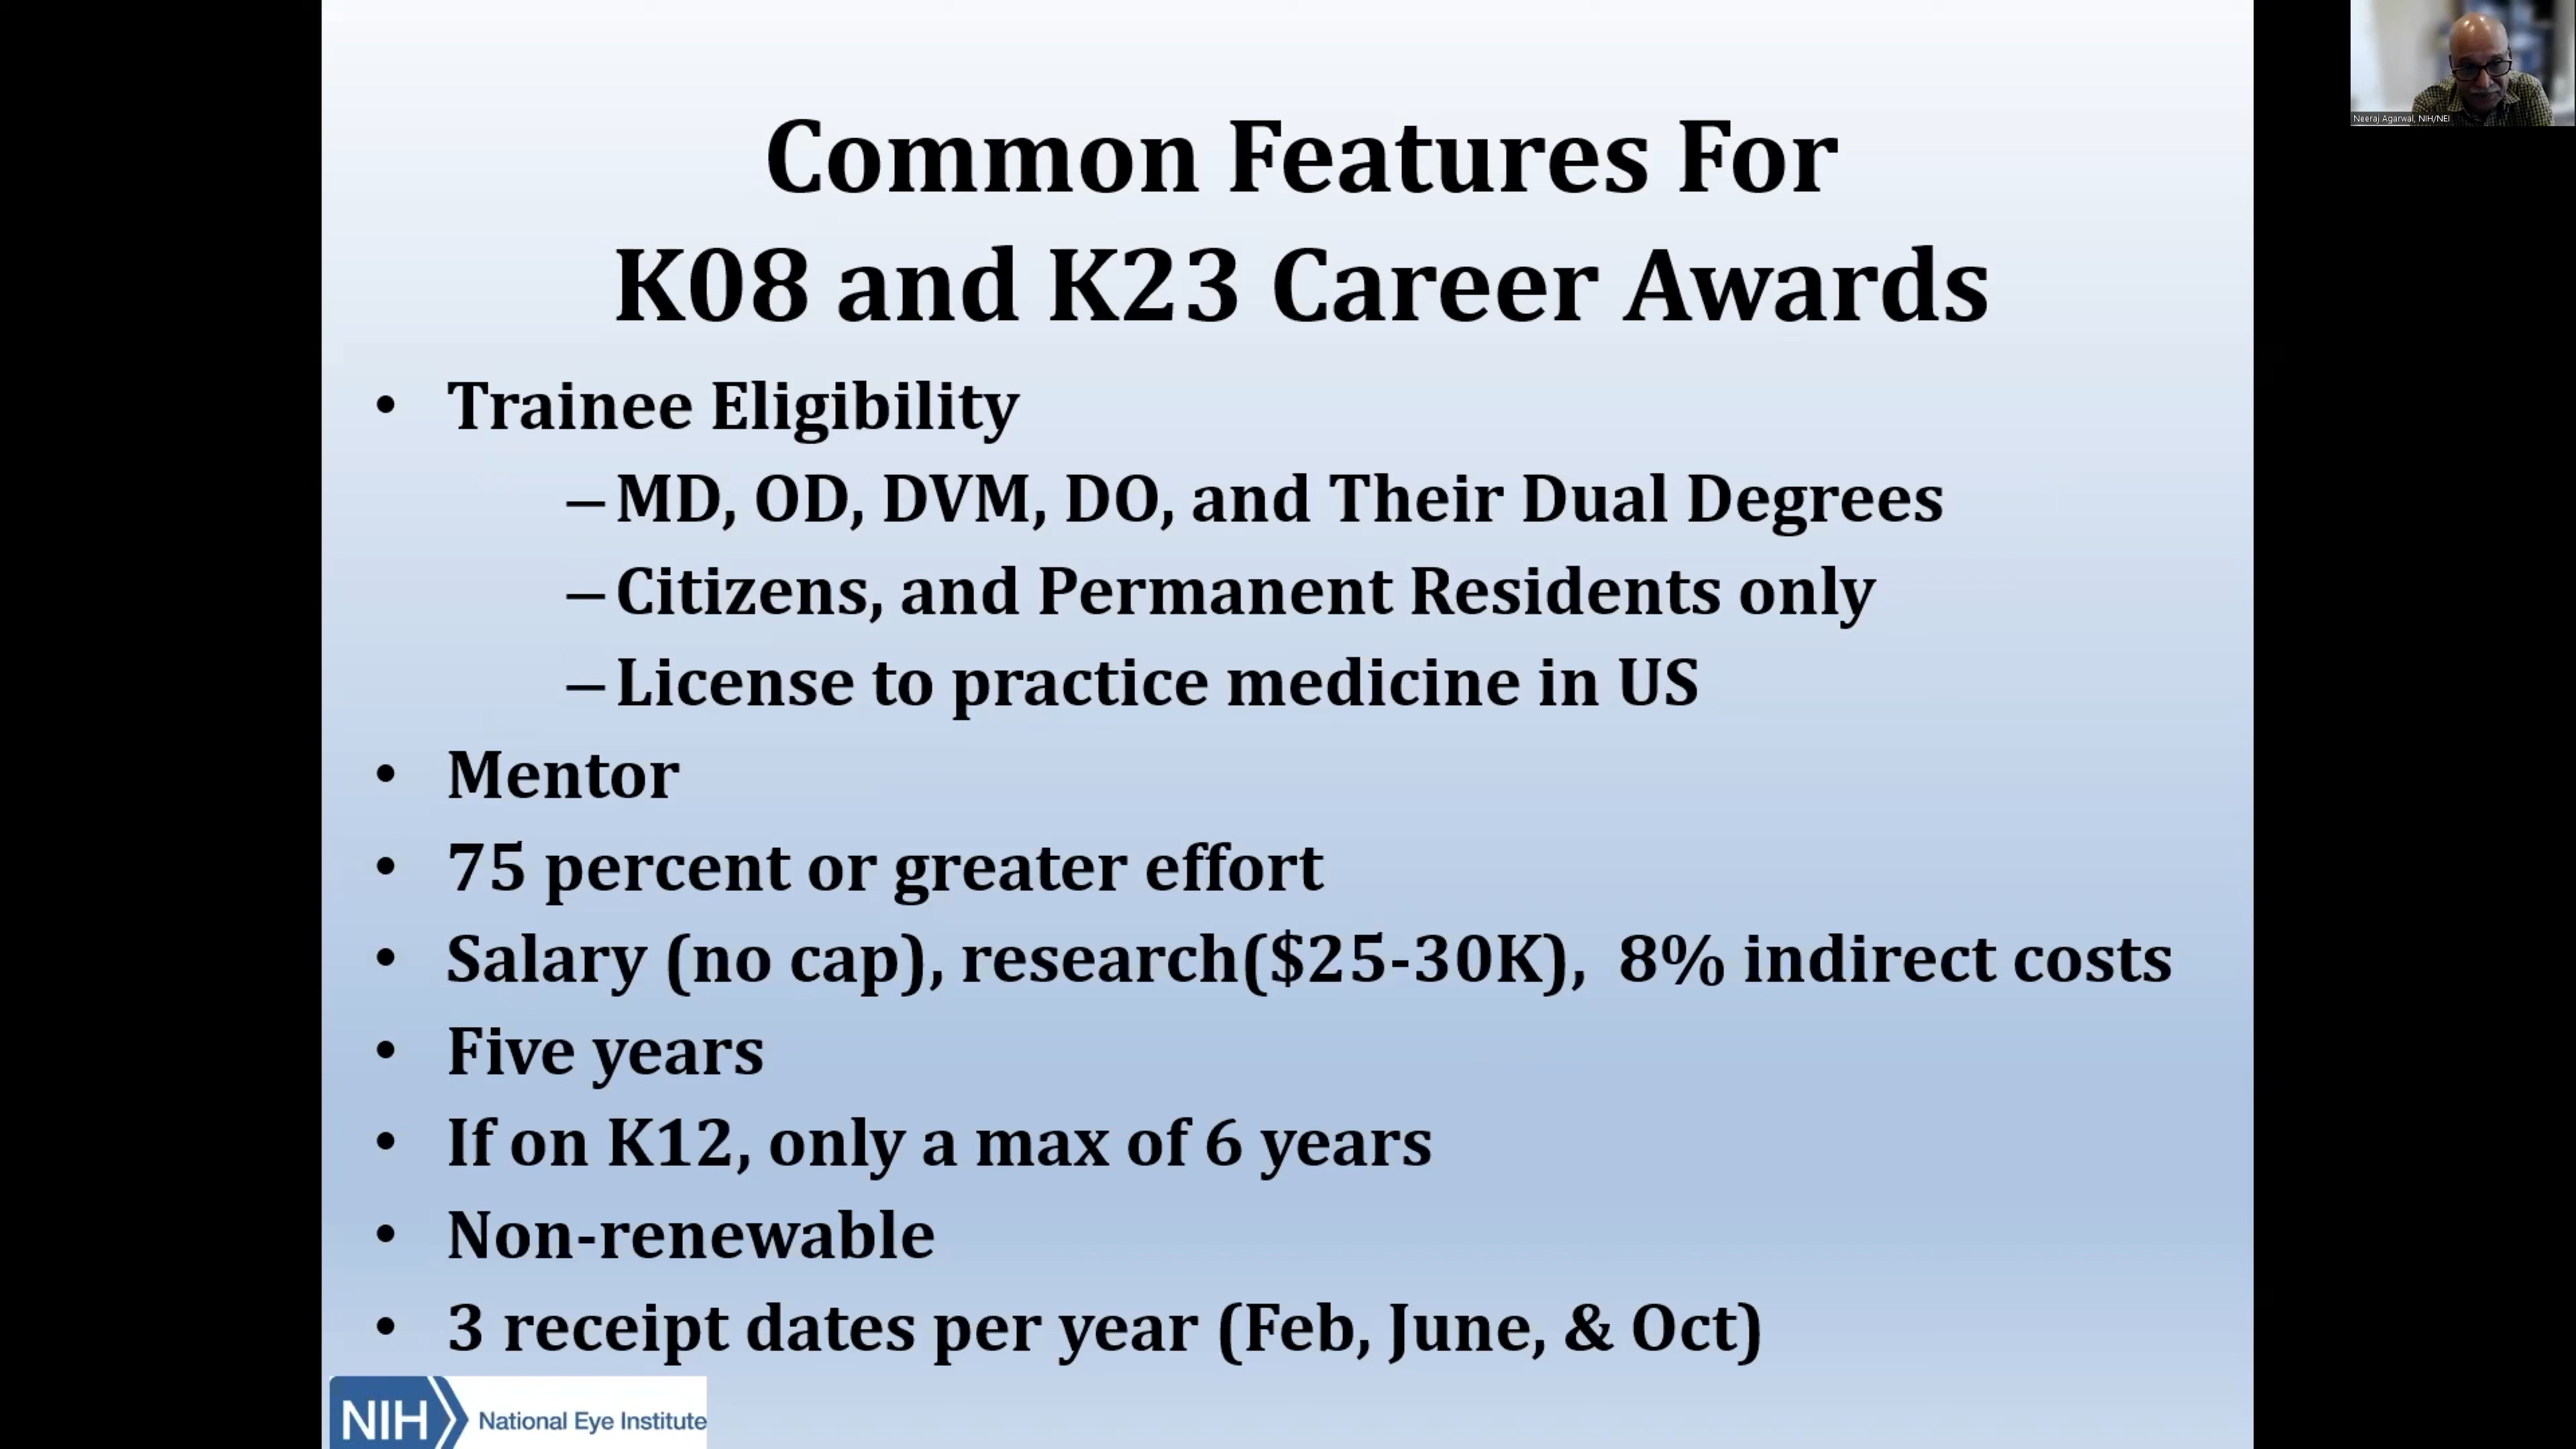 Neeraj Agarwal, NIH/NEI
Common Features For
K08 and K23 Career Awards
• Trainee Eligibility
– MD, OD, DVM, DO, and Their Dual Degrees
– Citizens, and Permanent Residents only
– License to practice medicine in US
• Mentor
• 75 percent or greater effort
• Salary (no cap), research($25-30K), 8% indirect costs
• Five years
• If on K12, only a max of 6 years
• Non-renewable
• 3 receipt dates per year (Feb, June, & Oct)
NIH National Eye Institute